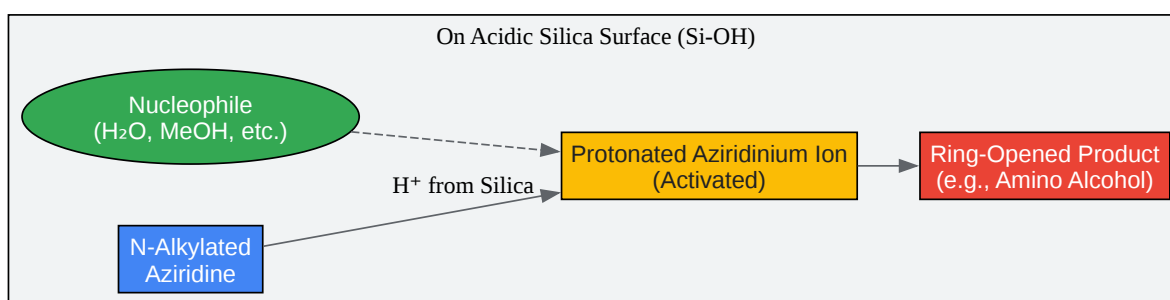 On Acidic Silica Surface (Si-OH)
Nucleophile
(H₂O, MeOH, etc.)
Protonated Aziridinium Ion
(Activated)
Ring-Opened Product
(e.g., Amino Alcohol)
H⁺ from Silica
N-Alkylated
Aziridine